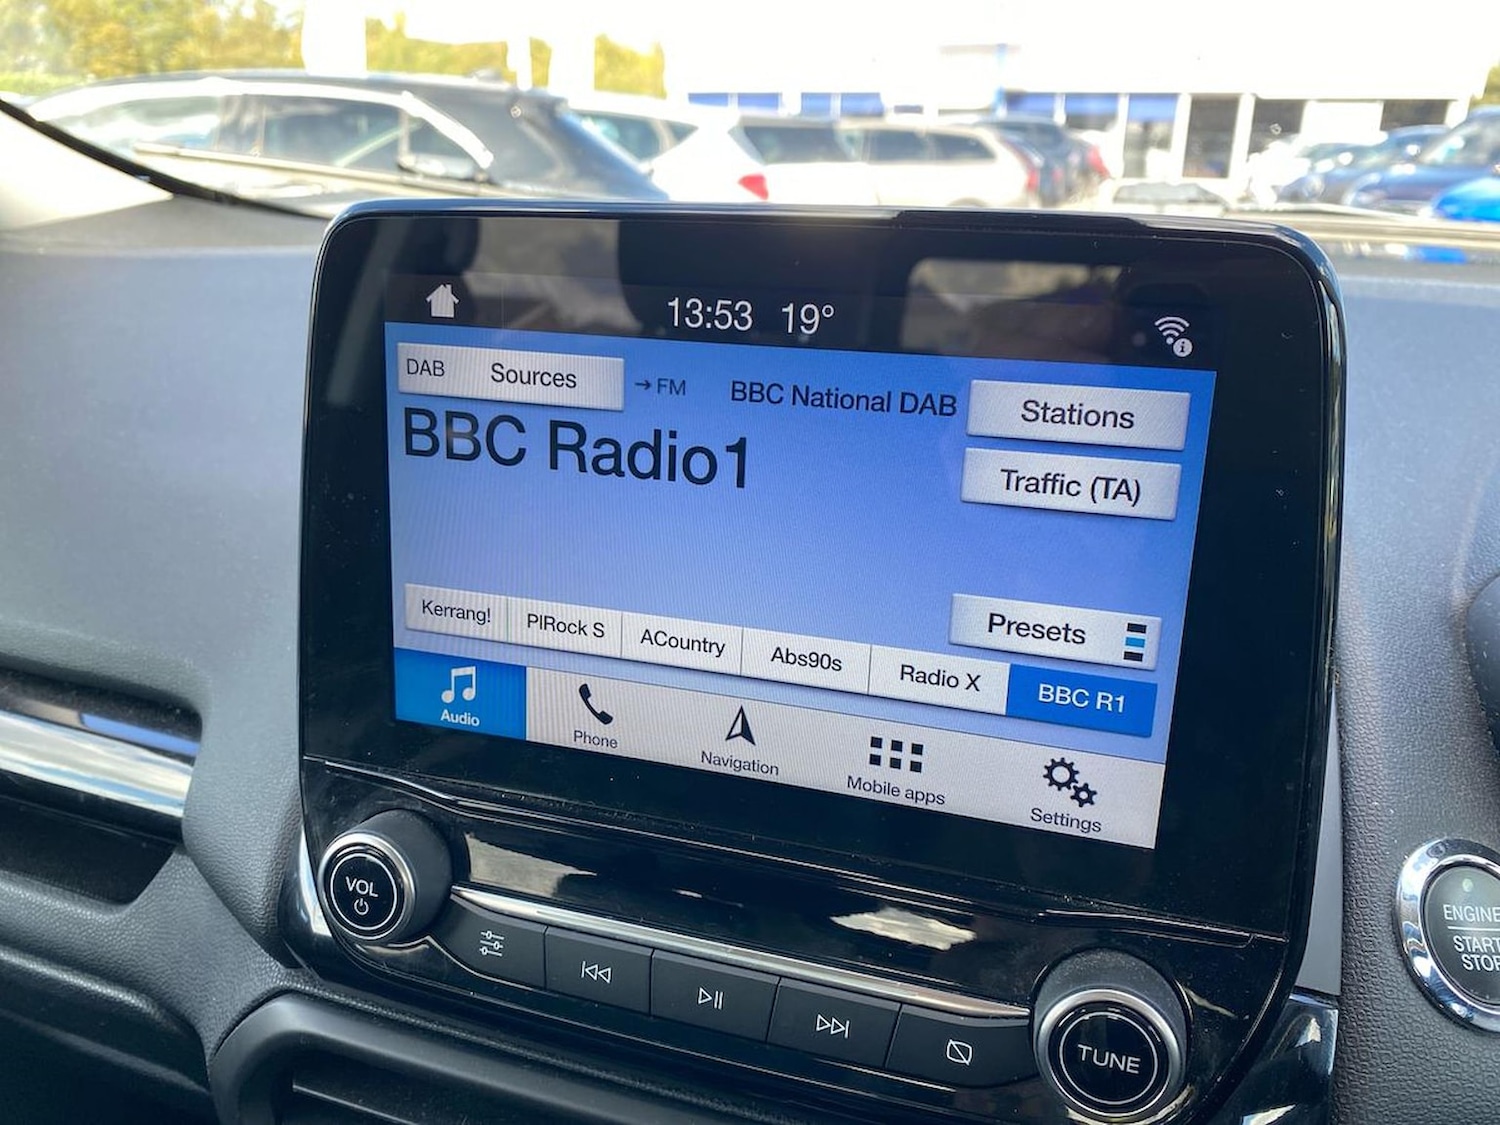 13:53 19°
DAB Sources → FM BBC National DAB Stations
BBC Radio1
Traffic (TA)
Presets
Kerrang! PlRock S ACountry Abs90s Radio X BBC R1
Audio Phone Navigation Mobile apps Settings
VOL
TUNE
ENGINE
START
STOP